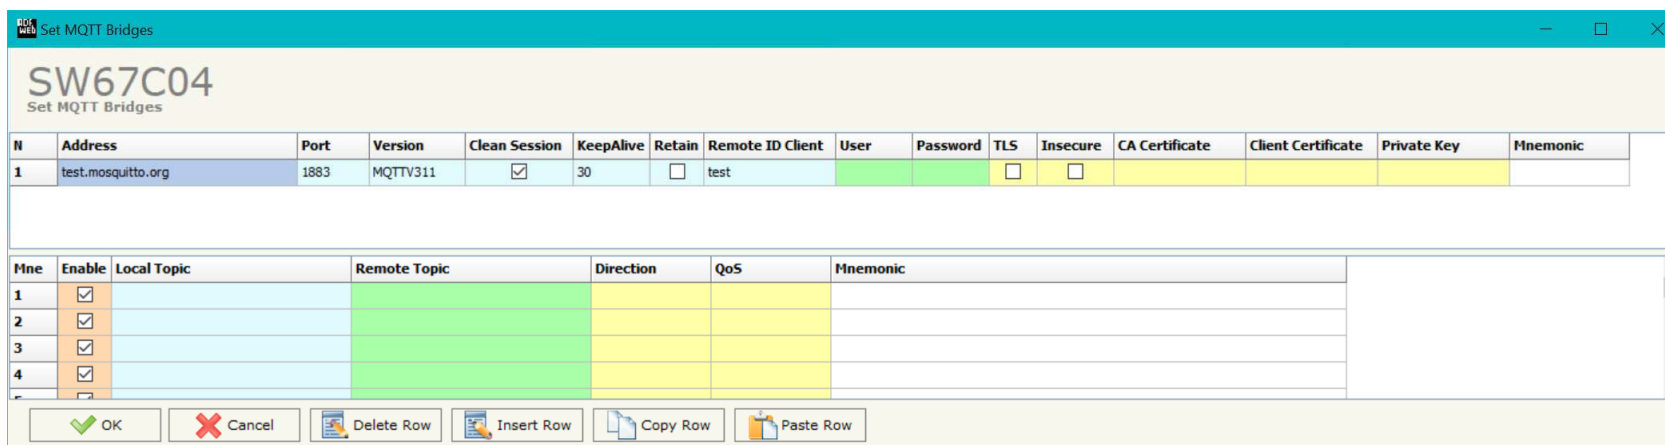 ADF
WEB Set MQTT Bridges
SW67C04
Set MQTT Bridges
N Address Port Version Clean Session KeepAlive Retain Remote ID Client User Password TLS Insecure CA Certificate Client Certificate Private Key Mnemonic
1 test.mosquitto.org 1883 MQTTV311 30 test
Mne Enable Local Topic Remote Topic Direction QoS Mnemonic
1
2
3
4
OK Cancel Delete Row Insert Row Copy Row Paste Row